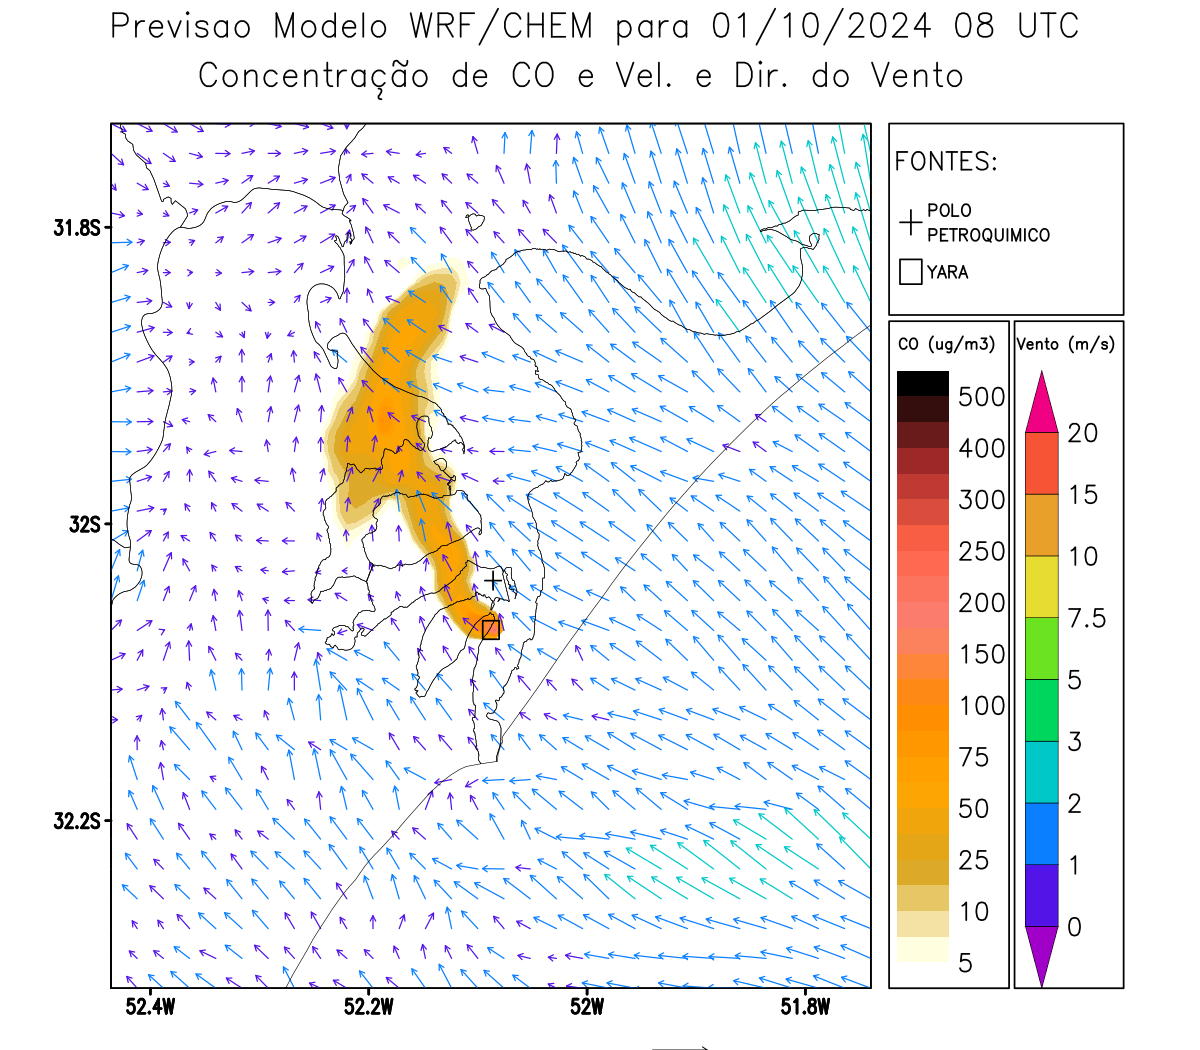 Previsao Modelo WRF/CHEM para 01/10/2024 08 UTC
Concentração de CO e Vel. e Dir. do Vento
FONTES:
POLO
PETROQUIMICO
YARA
31.8S
32S
32.2S
52.4W 52.2W 52W 51.8W
CO (ug/m3)
500
400
300
250
200
150
100
75
50
25
10
5
Vento (m/s)
20
15
10
7.5
5
3
2
1
0